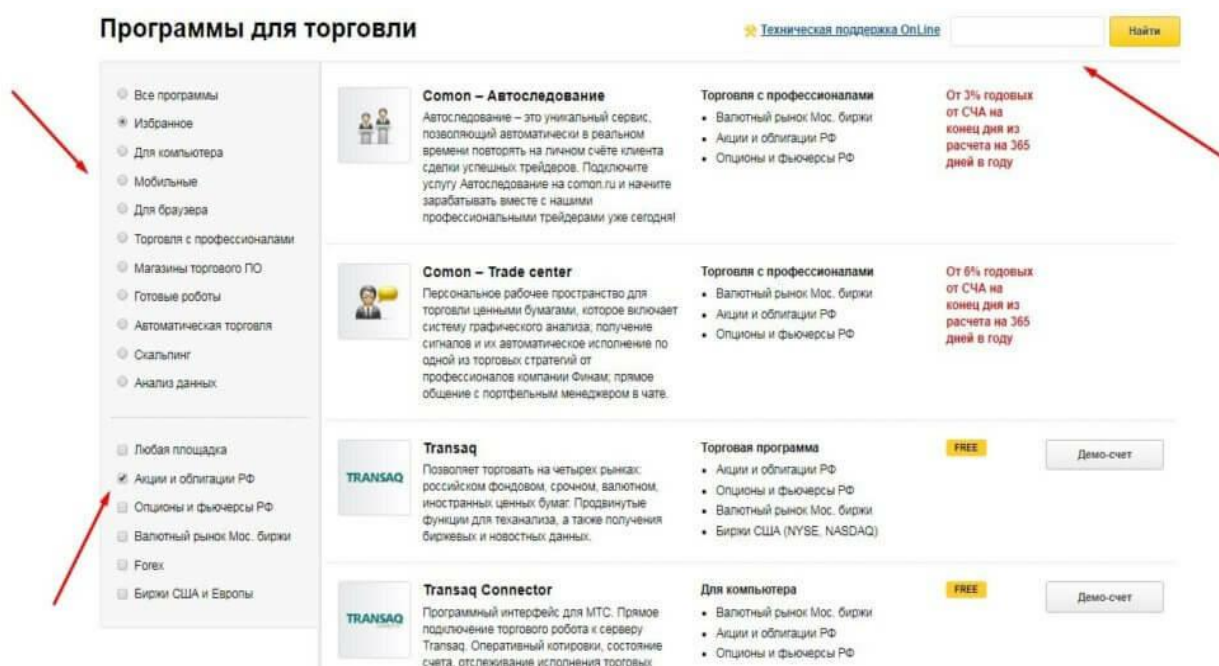 Программы для торговли
Техническая поддержка OnLine
Найти
Все программы
Избранное
Для компьютера
Мобильные
Для браузера
Торговля с профессионалами
Магазины торгового ПО
Готовые роботы
Автоматическая торговля
Скальпинг
Анализ данных
Любая площадка
Акции и облигации РФ
Опционы и фьючерсы РФ
Валютный рынок Мос. биржи
Forex
Биржи США и Европы
Comon – Автоследование
Автоследование – это уникальный сервис,
позволяющий автоматически в реальном
времени повторять на личном счёте клиента
сделки успешных трейдеров. Подключите
услугу Автоследование на comon.ru и начните
зарабатывать вместе с нашими
профессиональными трейдерами уже сегодня!
Торговля с профессионалами
• Валютный рынок Мос. биржи
• Акции и облигации РФ
• Опционы и фьючерсы РФ
От 3% годовых
от СЧА на
конец дня из
расчета на 365
дней в году
Comon – Trade center
Персональное рабочее пространство для
торговли ценными бумагами, которое включает
систему графического анализа; получение
сигналов и их автоматическое исполнение по
одной из торговых стратегий от
профессионалов компании Финам; прямое
общение с портфельным менеджером в чате.
Торговля с профессионалами
• Валютный рынок Мос. биржи
• Акции и облигации РФ
• Опционы и фьючерсы РФ
От 6% годовых
от СЧА на
конец дня из
расчета на 365
дней в году
TRANSAQ
Transaq
Позволяет торговать на четырех рынках:
российском фондовом, срочном, валютном,
иностранных ценных бумаг. Продвинутые
функции для теханализа, а также получения
биржевых и новостных данных.
Торговая программа
• Акции и облигации РФ
• Опционы и фьючерсы РФ
• Валютный рынок Мос. биржи
• Биржи США (NYSE, NASDAQ)
FREE
Демо-счет
TRANSAQ
Transaq Connector
Программный интерфейс для МТС. Прямое
подключение торгового робота к серверу
Transaq. Оперативный котировки, состояние
счета, отслеживание исполнения торговых
Для компьютера
• Валютный рынок Мос. биржи
• Акции и облигации РФ
• Опционы и фьючерсы РФ
FREE
Демо-счет